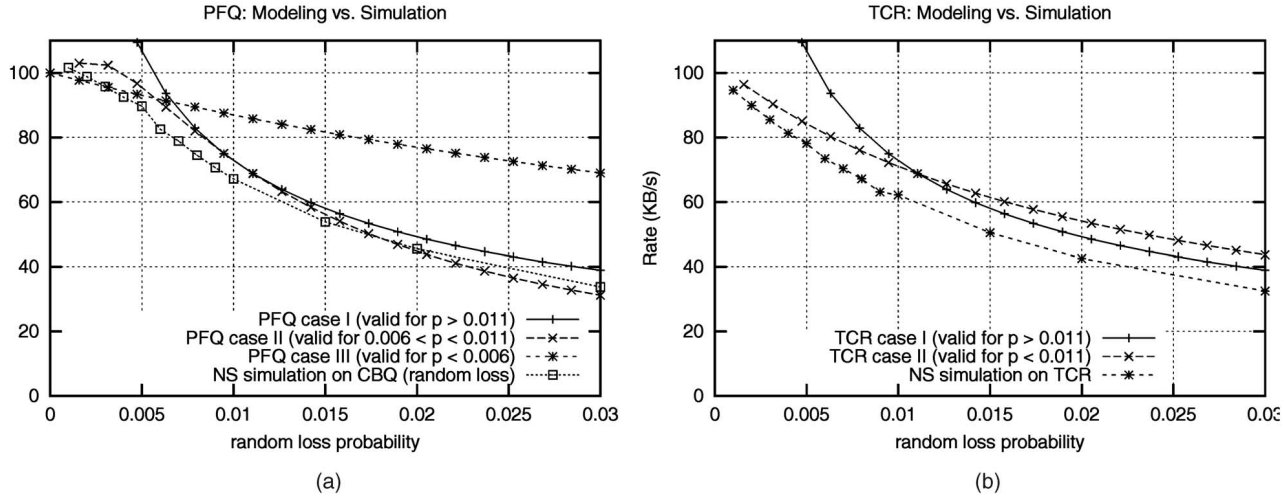 PFQ: Modeling vs. Simulation
100
80
60
40
20
0
0
0.005
0.01
0.015
0.02
0.025
0.03
random loss probability
PFQ case I (valid for p > 0.011)
PFQ case II (valid for 0.006 < p < 0.011)
PFQ case III (valid for p < 0.006)
NS simulation on CBQ (random loss)
(a)
TCR: Modeling vs. Simulation
Rate (KB/s)
100
80
60
40
20
0
0
0.005
0.01
0.015
0.02
0.025
0.03
random loss probability
TCR case I (valid for p > 0.011)
TCR case II (valid for p < 0.011)
NS simulation on TCR
(b)